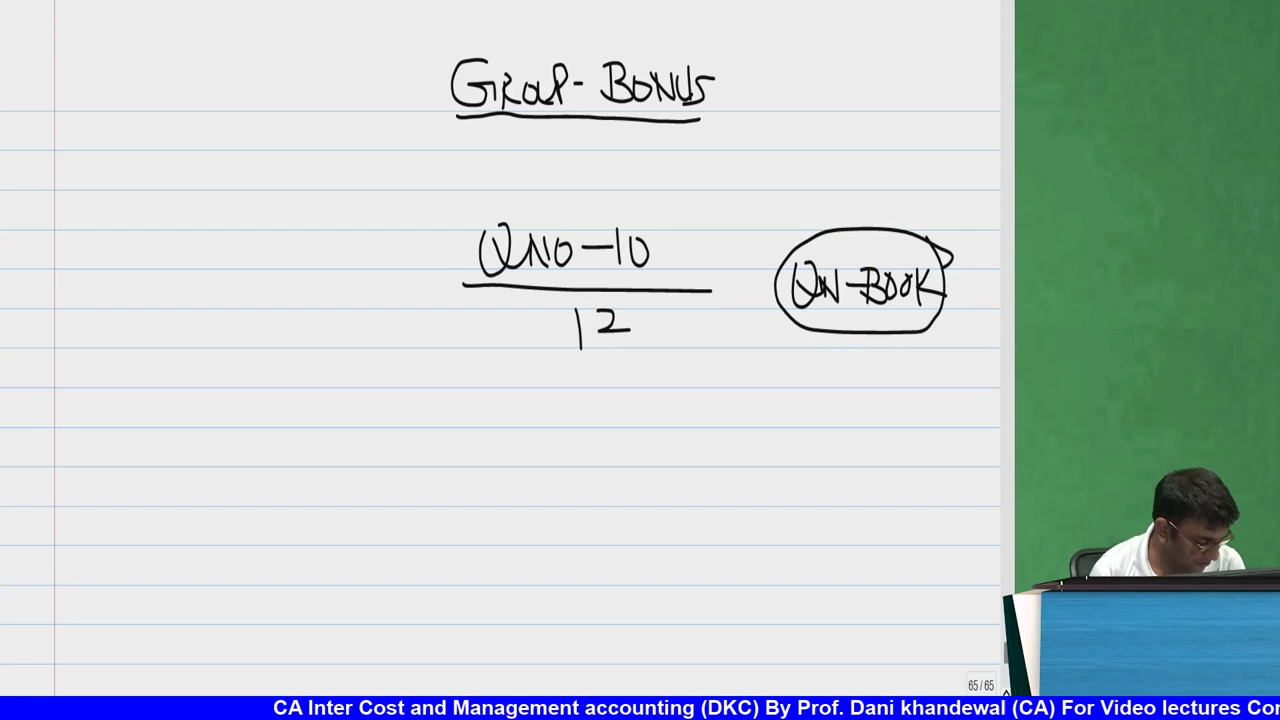 GROUP-BONUS
QNO-10
12
QN-BOOK
65/65
CA Inter Cost and Management accounting (DKC) By Prof. Dani khandewal (CA) For Video lectures Con